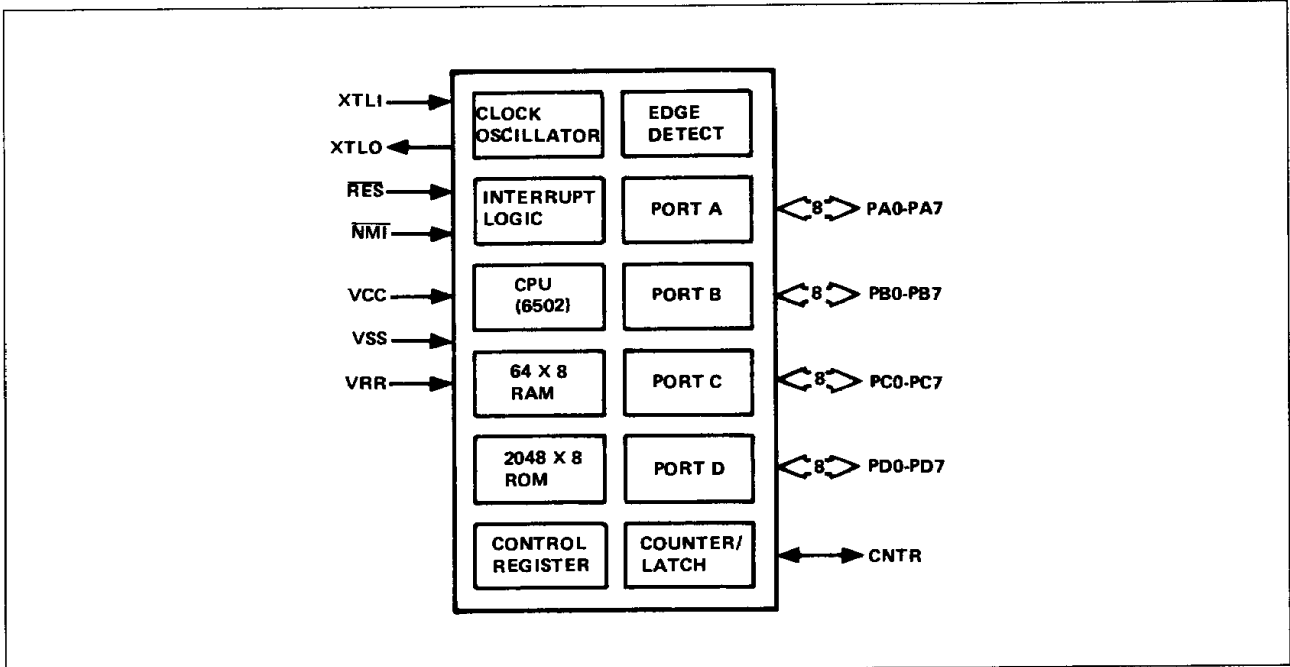 XTLI
XTLO
RES
NMI
VCC
VSS
VRR
CLOCK
OSCILLATOR
EDGE
DETECT
INTERRUPT
LOGIC
PORT A
CPU
(6502)
PORT B
64 X 8
RAM
PORT C
2048 X 8
ROM
PORT D
CONTROL
REGISTER
COUNTER/
LATCH
8 PA0-PA7
8 PB0-PB7
8 PC0-PC7
8 PD0-PD7
CNTR